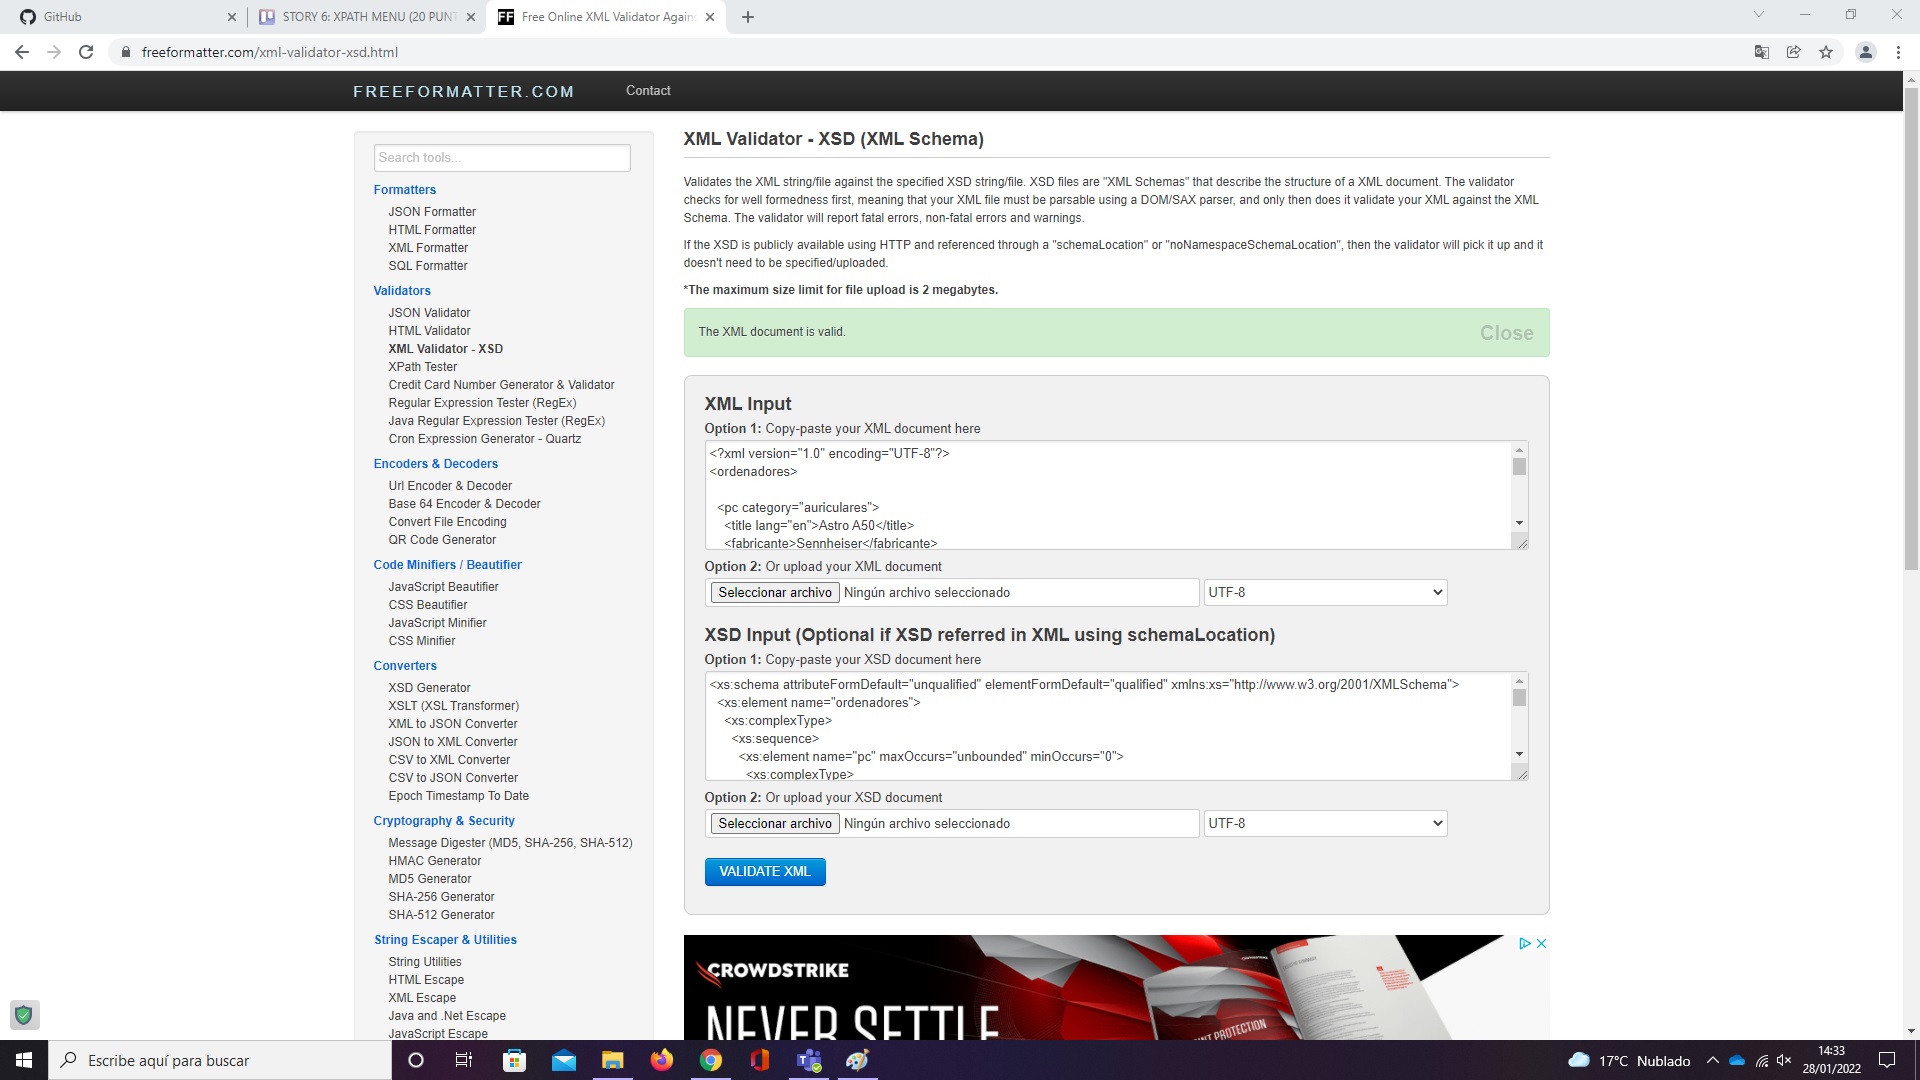 GitHub
STORY 6: XPATH MENU (20 PUNT
Free Online XML Validator Again
freeformatter.com/xml-validator-xsd.html
FREEFORMATTER.COM
Contact
Search tools...
Formatters
JSON Formatter
HTML Formatter
XML Formatter
SQL Formatter
Validators
JSON Validator
HTML Validator
XML Validator - XSD
XPath Tester
Credit Card Number Generator & Validator
Regular Expression Tester (RegEx)
Java Regular Expression Tester (RegEx)
Cron Expression Generator - Quartz
Encoders & Decoders
Url Encoder & Decoder
Base 64 Encoder & Decoder
Convert File Encoding
QR Code Generator
Code Minifiers / Beautifier
JavaScript Beautifier
CSS Beautifier
JavaScript Minifier
CSS Minifier
Converters
XSD Generator
XSLT (XSL Transformer)
XML to JSON Converter
JSON to XML Converter
CSV to XML Converter
CSV to JSON Converter
Epoch Timestamp To Date
Cryptography & Security
Message Digester (MD5, SHA-256, SHA-512)
HMAC Generator
MD5 Generator
SHA-256 Generator
SHA-512 Generator
String Escaper & Utilities
String Utilities
HTML Escape
XML Escape
Java and .Net Escape
JavaScript Escape
XML Validator - XSD (XML Schema)
Validates the XML string/file against the specified XSD string/file. XSD files are "XML Schemas" that describe the structure of a XML document. The validator
checks for well formedness first, meaning that your XML file must be parsable using a DOM/SAX parser, and only then does it validate your XML against the XML
Schema. The validator will report fatal errors, non-fatal errors and warnings.
If the XSD is publicly available using HTTP and referenced through a "schemaLocation" or "noNamespaceSchemaLocation", then the validator will pick it up and it
doesn't need to be specified/uploaded.
*The maximum size limit for file upload is 2 megabytes.
The XML document is valid.
Close
XML Input
Option 1: Copy-paste your XML document here
<?xml version="1.0" encoding="UTF-8"?>
<ordenadores>
<pc category="auriculares">
<title lang="en">Astro A50</title>
<fabricante>Sennheiser</fabricante>
Option 2: Or upload your XML document
Seleccionar archivo Ningún archivo seleccionado
UTF-8
XSD Input (Optional if XSD referred in XML using schemaLocation)
Option 1: Copy-paste your XSD document here
<xs:schema attributeFormDefault="unqualified" elementFormDefault="qualified" xmlns:xs="http://www.w3.org/2001/XMLSchema">
<xs:element name="ordenadores">
<xs:complexType>
<xs:sequence>
<xs:element name="pc" maxOccurs="unbounded" minOccurs="0">
<xs:complexType>
Option 2: Or upload your XSD document
Seleccionar archivo Ningún archivo seleccionado
UTF-8
VALIDATE XML
CROWDSTRIKE
NEVER SETTLE
Escribe aquí para buscar
17°C Nublado
14:33
28/01/2022